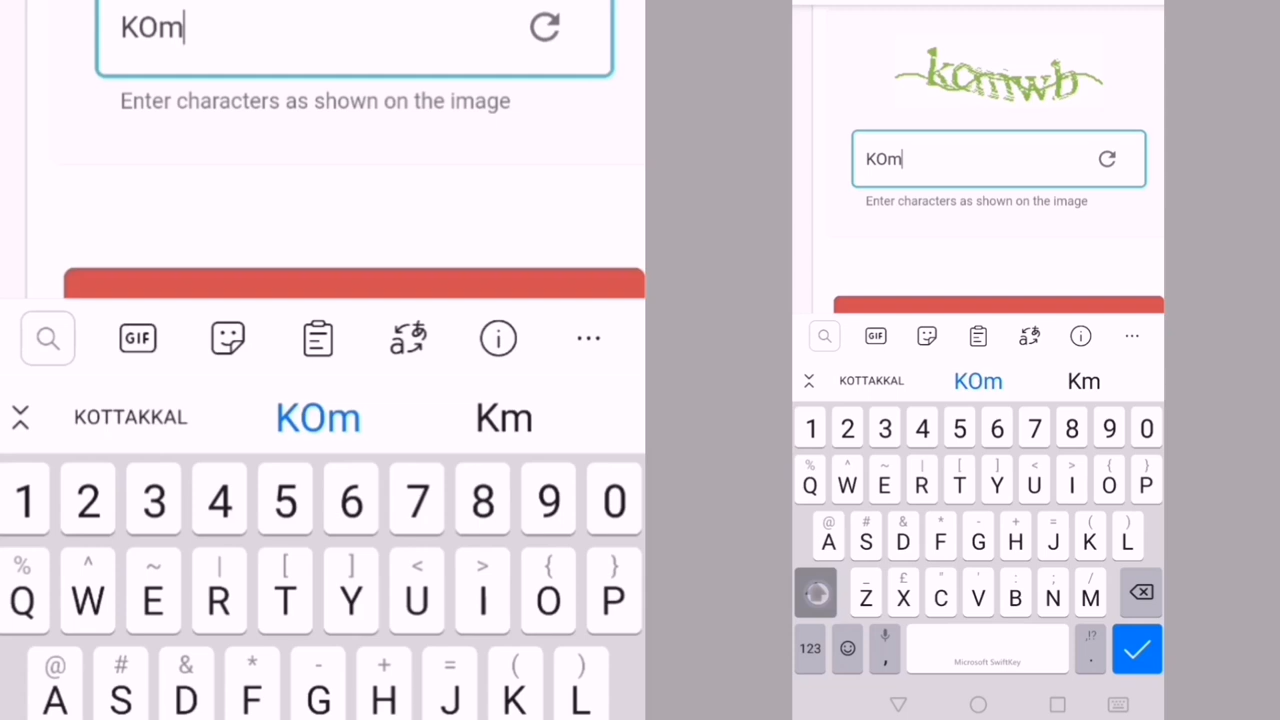 KOm
Enter characters as shown on the image
GIF
KOTTAKKAL KOm Km
1 2 3 4 5 6 7 8 9 0
% ^ ~ | [ ] < > { }
Q W E R T Y U I O P
@ # & * - + = ( )
A S D F G H J K L
komwb
KOm
Enter characters as shown on the image
GIF
KOTTAKKAL KOm Km
1 2 3 4 5 6 7 8 9 0
% ^ ~ | [ ] < > { }
Q W E R T Y U I O P
@ # & * - + = ( )
A S D F G H J K L
_ £ " ' : ; /
Z X C V B N M
123 , Microsoft SwiftKey ,!? .